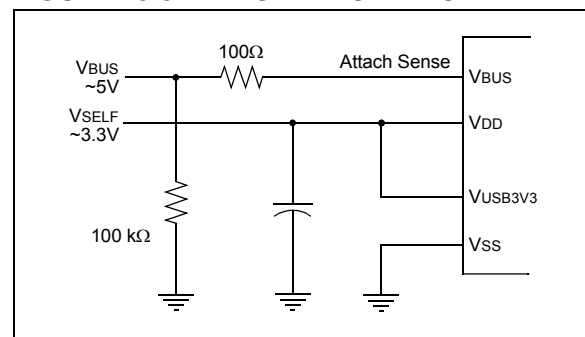 100Ω
Attach Sense
VBUS
~5V
VBUS
VSELF
~3.3V
VDD
100 kΩ
VUSB3V3
VSS